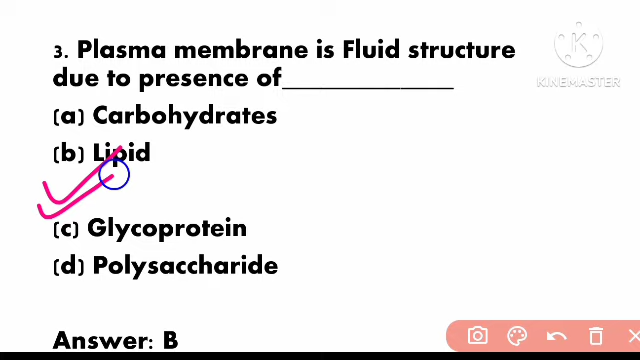 3. Plasma membrane is Fluid structure
due to presence of_____________
(a) Carbohydrates
(b) Lipid
(c) Glycoprotein
(d) Polysaccharide
Answer: B
K
KINEMASTER